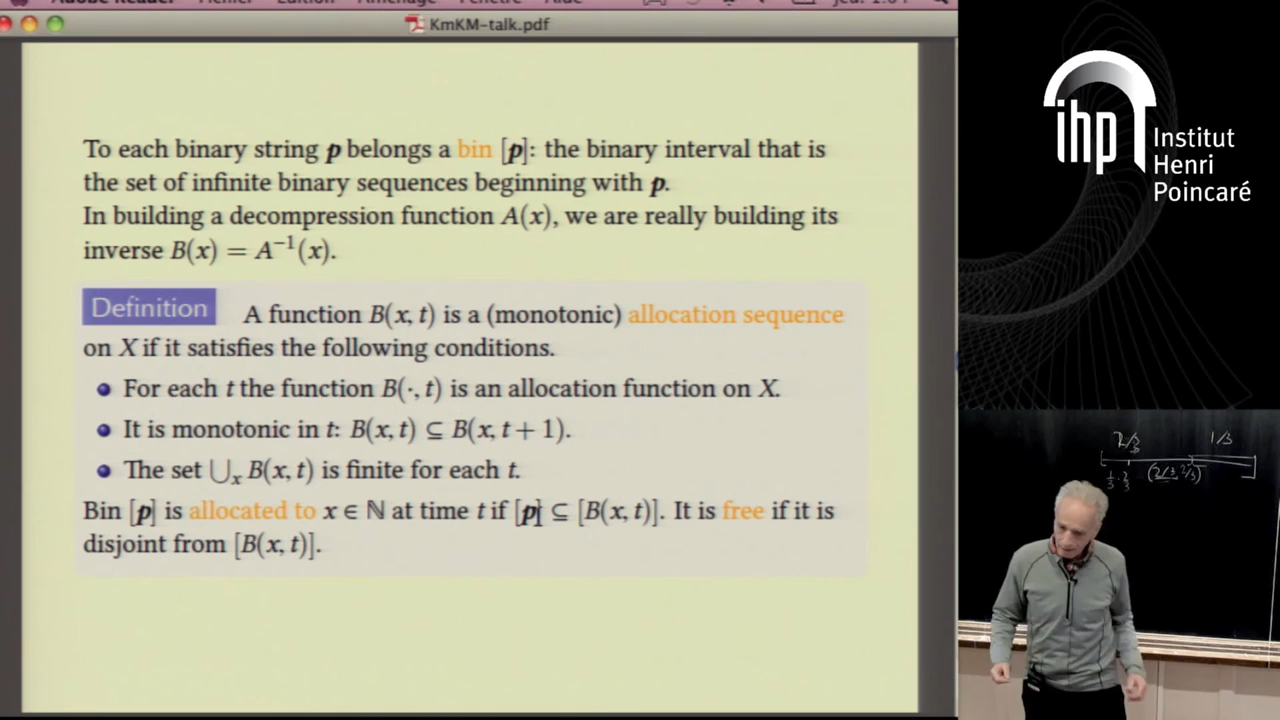 KmKM-talk.pdf
To each binary string p belongs a bin [p]: the binary interval that is
the set of infinite binary sequences beginning with p.
In building a decompression function A(x), we are really building its
inverse B(x) = A⁻¹(x).
Definition A function B(x, t) is a (monotonic) allocation sequence
on X if it satisfies the following conditions.
• For each t the function B(·, t) is an allocation function on X.
• It is monotonic in t: B(x, t) ⊆ B(x, t + 1).
• The set ⋃ₓ B(x, t) is finite for each t.
Bin [p] is allocated to x ∈ ℕ at time t if [p] ⊆ [B(x, t)]. It is free if it is
disjoint from [B(x, t)].
ihp Institut
Henri
Poincaré
2/3 1/3